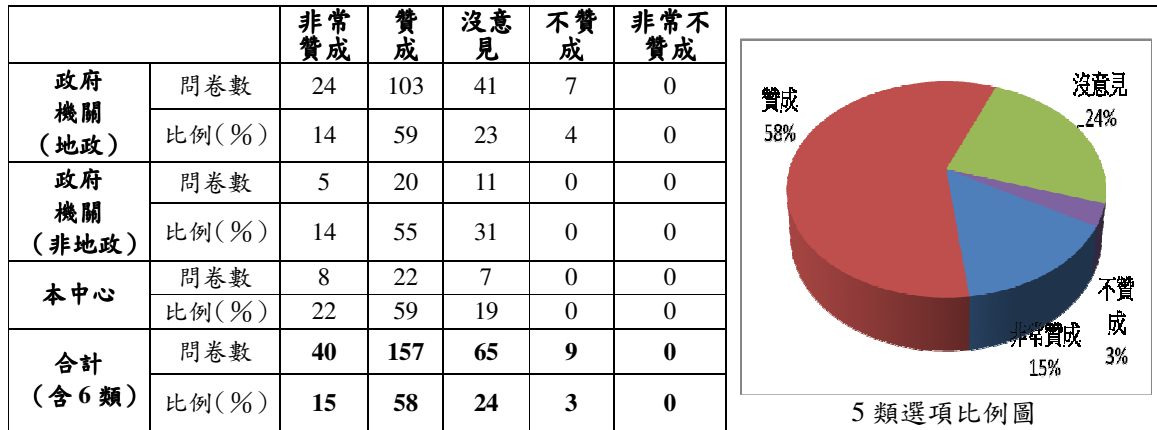 非常贊成 贊成 沒意見 不贊成 非常不贊成
政府機關（地政） 問卷數 24 103 41 7 0
比例(％) 14 59 23 4 0
政府機關（非地政） 問卷數 5 20 11 0 0
比例(％) 14 55 31 0 0
本中心 問卷數 8 22 7 0 0
比例(％) 22 59 19 0 0
合計（含6類） 問卷數 40 157 65 9 0
比例(％) 15 58 24 3 0
贊成
58%
沒意見
24%
不贊成
3%
非常贊成
15%
5 類選項比例圖